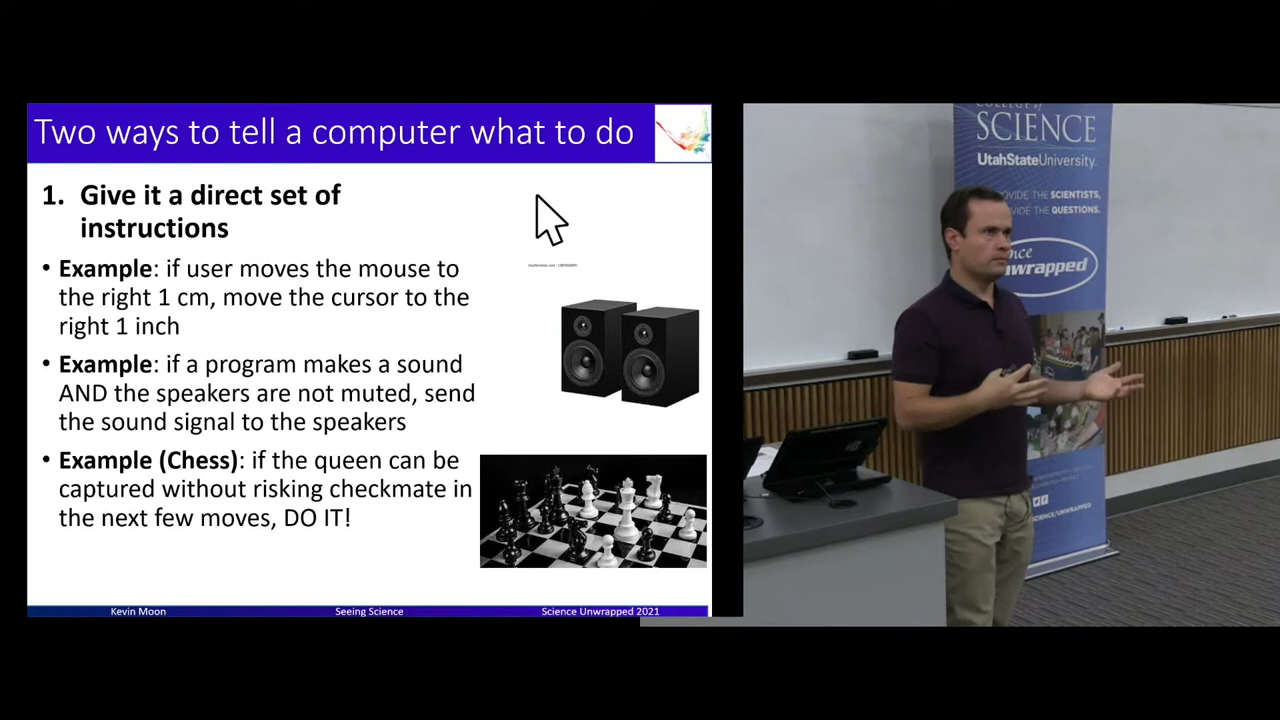 Two ways to tell a computer what to do
1. Give it a direct set of
instructions
• Example: if user moves the mouse to
the right 1 cm, move the cursor to the
right 1 inch
• Example: if a program makes a sound
AND the speakers are not muted, send
the sound signal to the speakers
• Example (Chess): if the queen can be
captured without risking checkmate in
the next few moves, DO IT!
Kevin Moon
Seeing Science
Science Unwrapped 2021
SCIENCE
UtahStateUniversity
THE SCIENTISTS,
THE QUESTIONS.